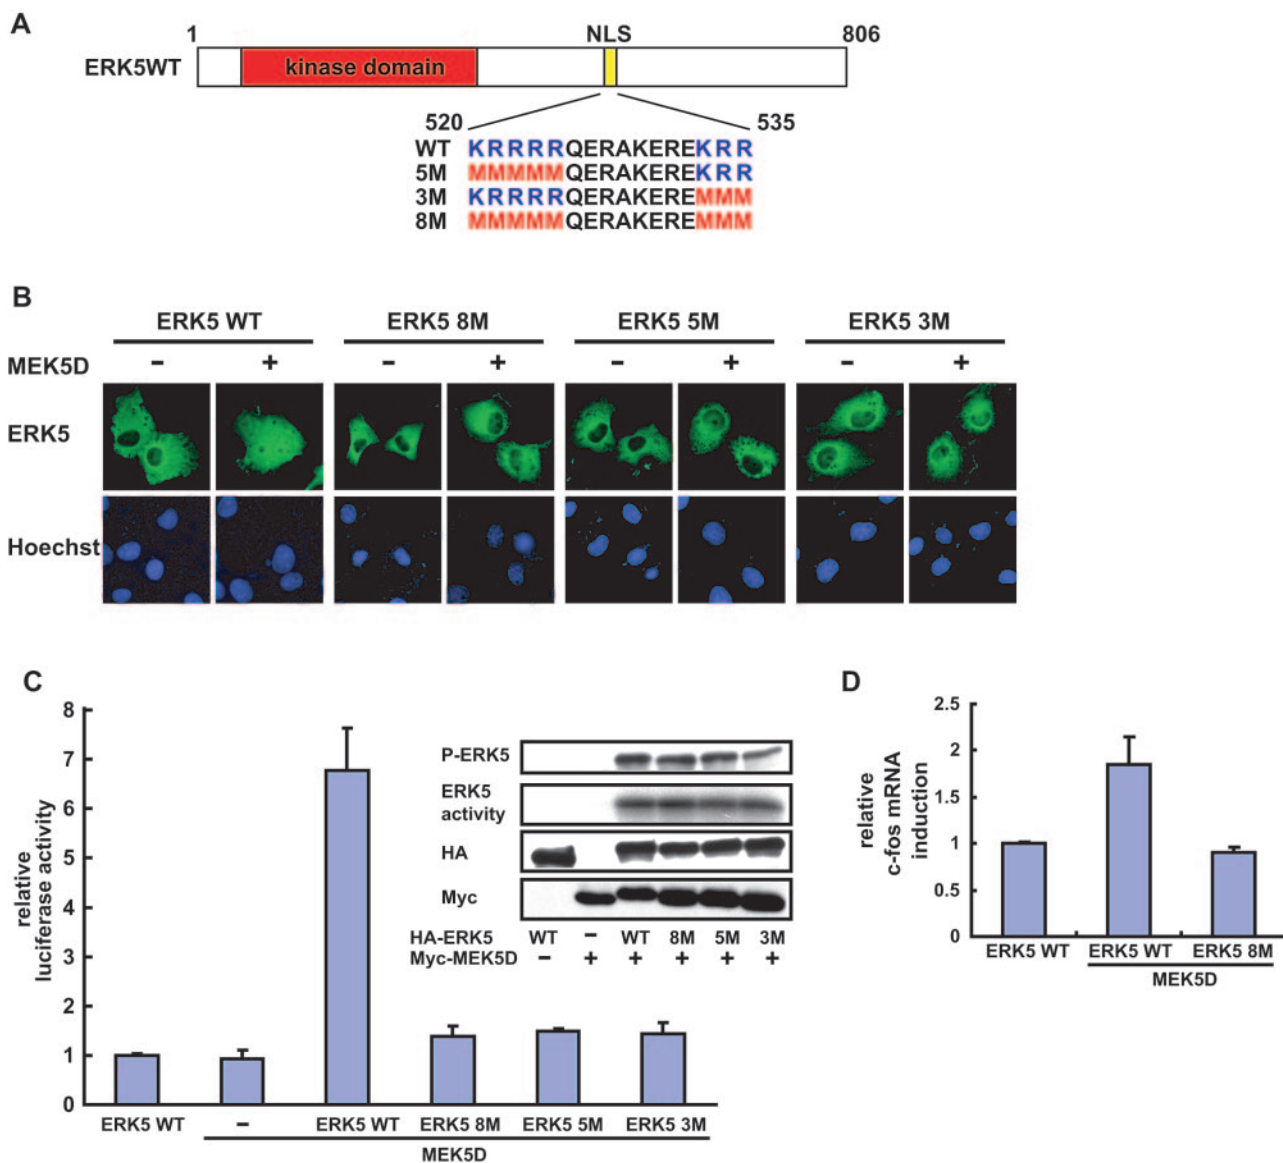 A
1 NLS 806
ERK5WT kinase domain
520 535
WT KRRRRQERAKEREKRR
5M MMMMMQERAKEREKRR
3M KRRRRQERAKEREMMM
8M MMMMMQERAKEREMMM
B
ERK5 WT ERK5 8M ERK5 5M ERK5 3M
MEK5D − + − + − + − +
ERK5
Hoechst
C
relative
luciferase activity
8
7
6
5
4
3
2
1
0
ERK5 WT − ERK5 WT ERK5 8M ERK5 5M ERK5 3M
MEK5D
P-ERK5
ERK5
activity
HA
Myc
HA-ERK5 WT − WT 8M 5M 3M
Myc-MEK5D − + + + + +
D
relative
c-fos mRNA
induction
2.5
2
1.5
1
0.5
0
ERK5 WT ERK5 WT ERK5 8M
MEK5D